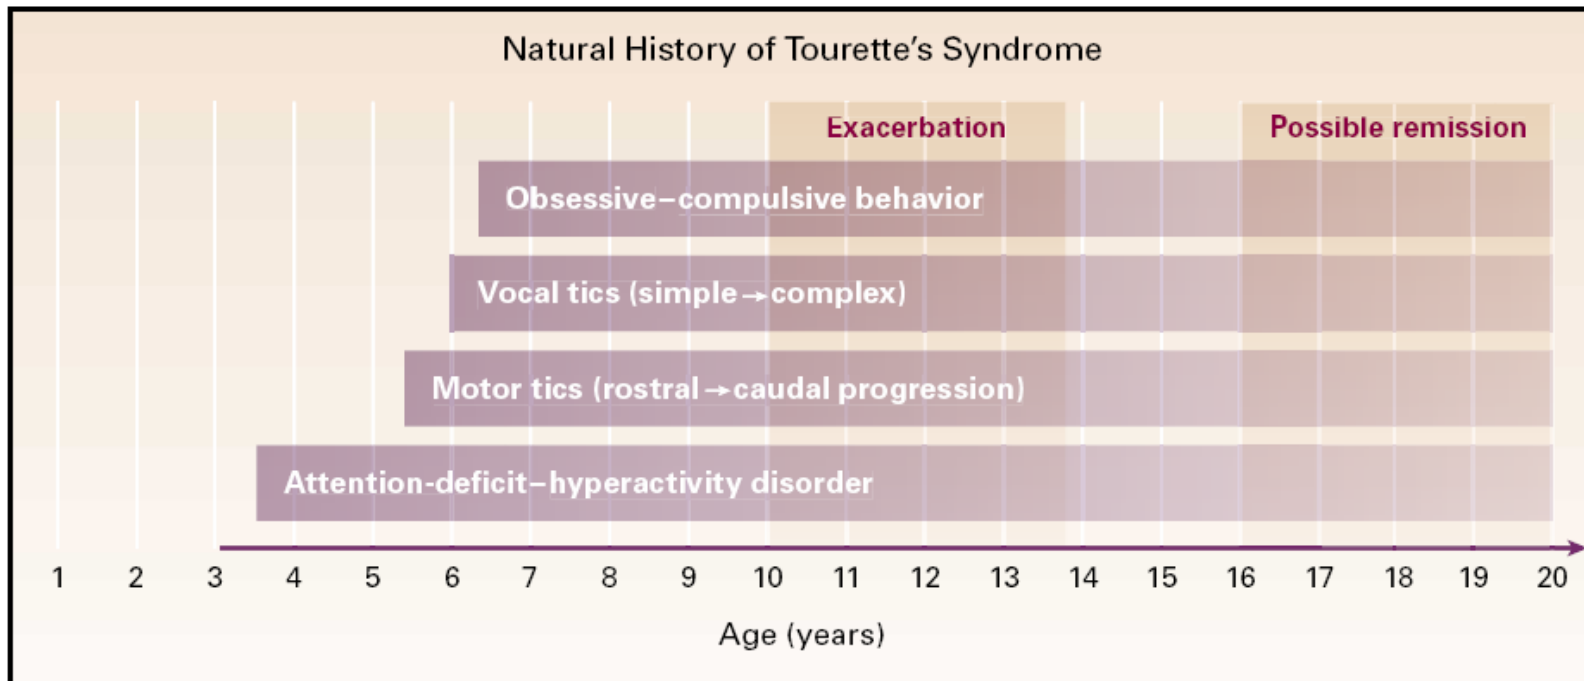 Natural History of Tourette's Syndrome
Exacerbation
Possible remission
Obsessive–compulsive behavior
Vocal tics (simple→complex)
Motor tics (rostral→caudal progression)
Attention-deficit–hyperactivity disorder
1 2 3 4 5 6 7 8 9 10 11 12 13 14 15 16 17 18 19 20
Age (years)